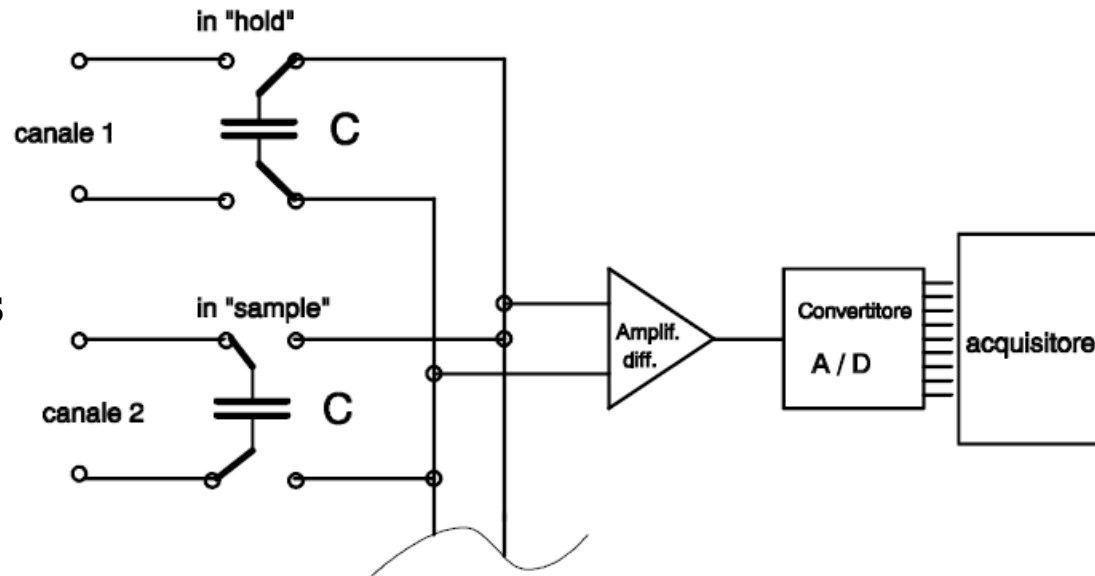 in "hold"
canale 1
C
in "sample"
canale 2
C
Amplif.
diff.
Convertitore
A / D
acquisitore